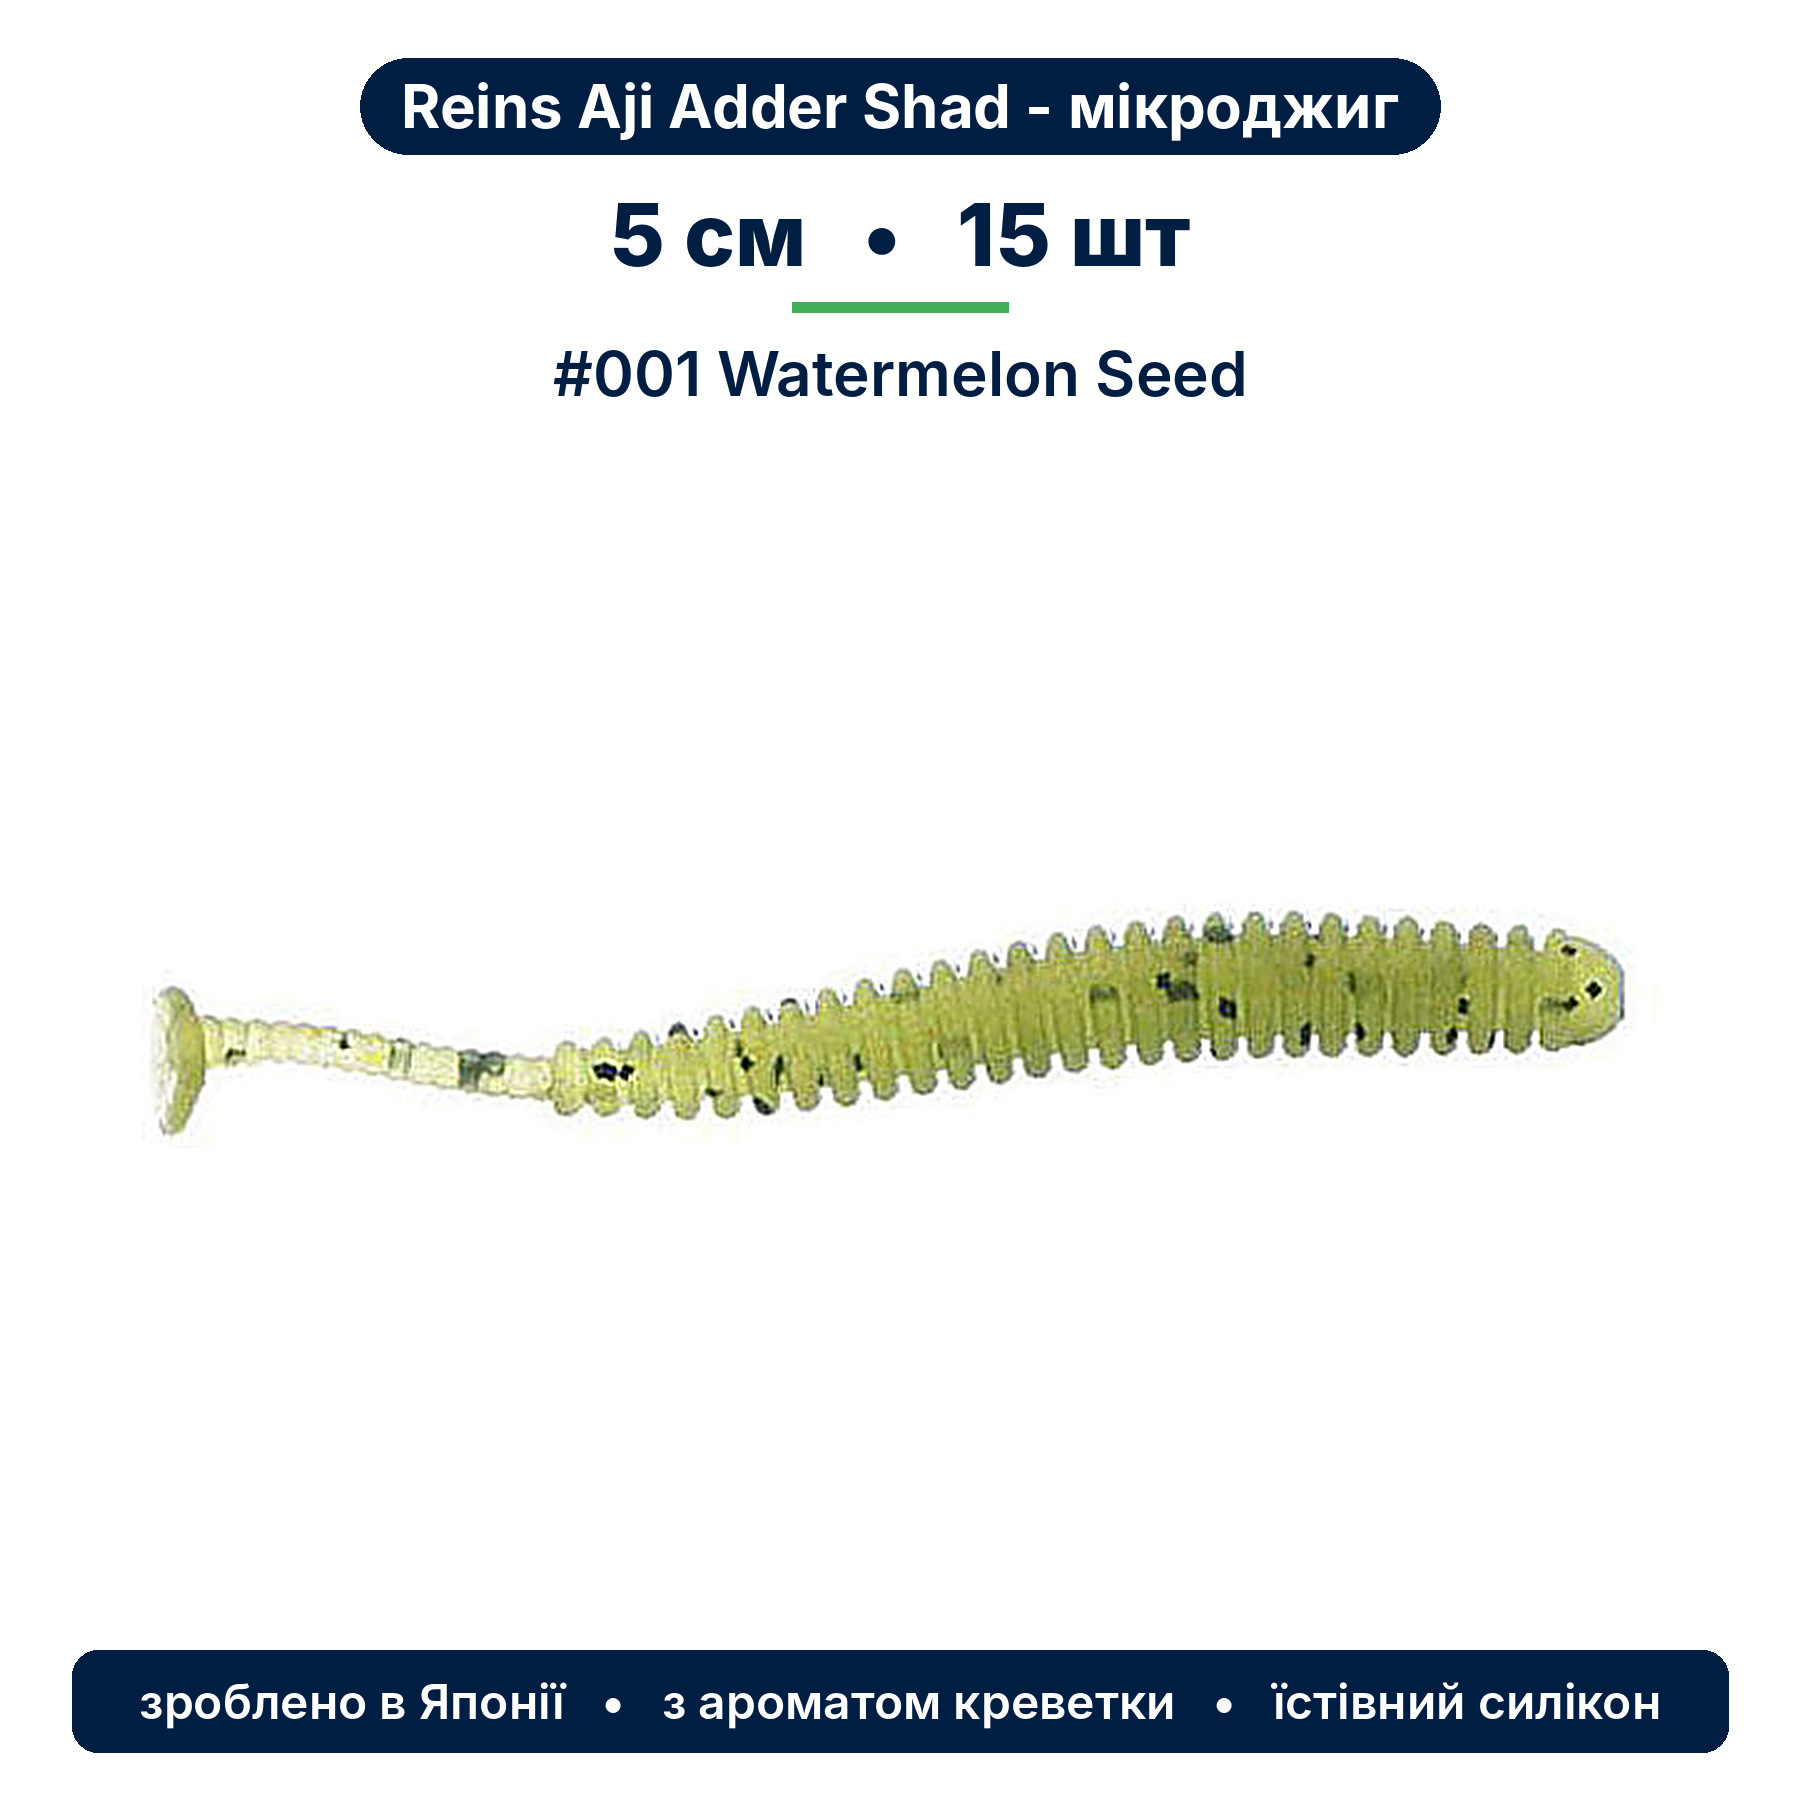 Reins Aji Adder Shad - мікроджиг
5 см • 15 шт
#001 Watermelon Seed
зроблено в Японії • з ароматом креветки • їстівний силікон